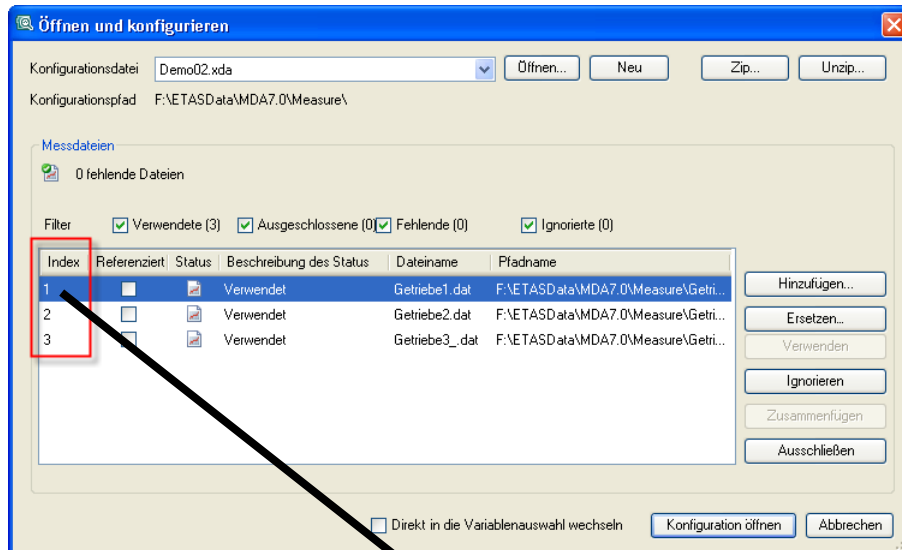 Öffnen und konfigurieren
Konfigurationsdatei Demo02.xda Öffnen... Neu Zip... Unzip...
Konfigurationspfad F:\ETASData\MDA7.0\Measure\
Messdateien
0 fehlende Dateien
Filter Verwendete (3) Ausgeschlossene (0) Fehlende (0) Ignorierte (0)
Index Referenziert Status Beschreibung des Status Dateiname Pfadname
1 Verwendet Getriebe1.dat F:\ETASData\MDA7.0\Measure\Getri...
2 Verwendet Getriebe2.dat F:\ETASData\MDA7.0\Measure\Getri...
3 Verwendet Getriebe3_.dat F:\ETASData\MDA7.0\Measure\Getri...
Hinzufügen...
Ersetzen...
Verwenden
Ignorieren
Zusammenfügen
Ausschließen
Direkt in die Variablenauswahl wechseln Konfiguration öffnen Abbrechen